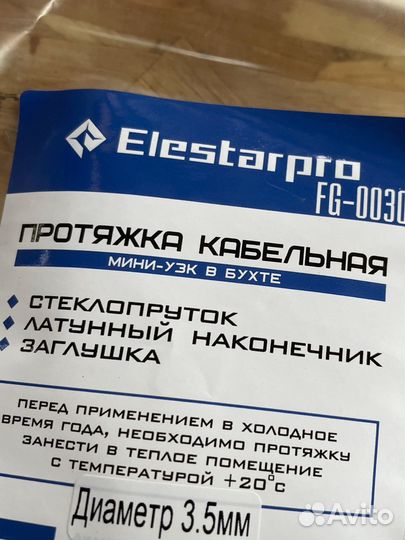 Elestarpro
FG-0030
ПРОТЯЖКА КАБЕЛЬНАЯ
МИНИ-УЗК В БУХТЕ
СТЕКЛОПРУТОК
ЛАТУННЫЙ НАКОНЕЧНИК
ЗАГЛУШКА
ПЕРЕД ПРИМЕНЕНИЕМ В ХОЛОДНОЕ
ВРЕМЯ ГОДА, НЕОБХОДИМО ПРОТЯЖКУ
ЗАНЕСТИ В ТЕПЛОЕ ПОМЕЩЕНИЕ
С ТЕМПЕРАТУРОЙ +20°С
Диаметр 3.5мм
Avito